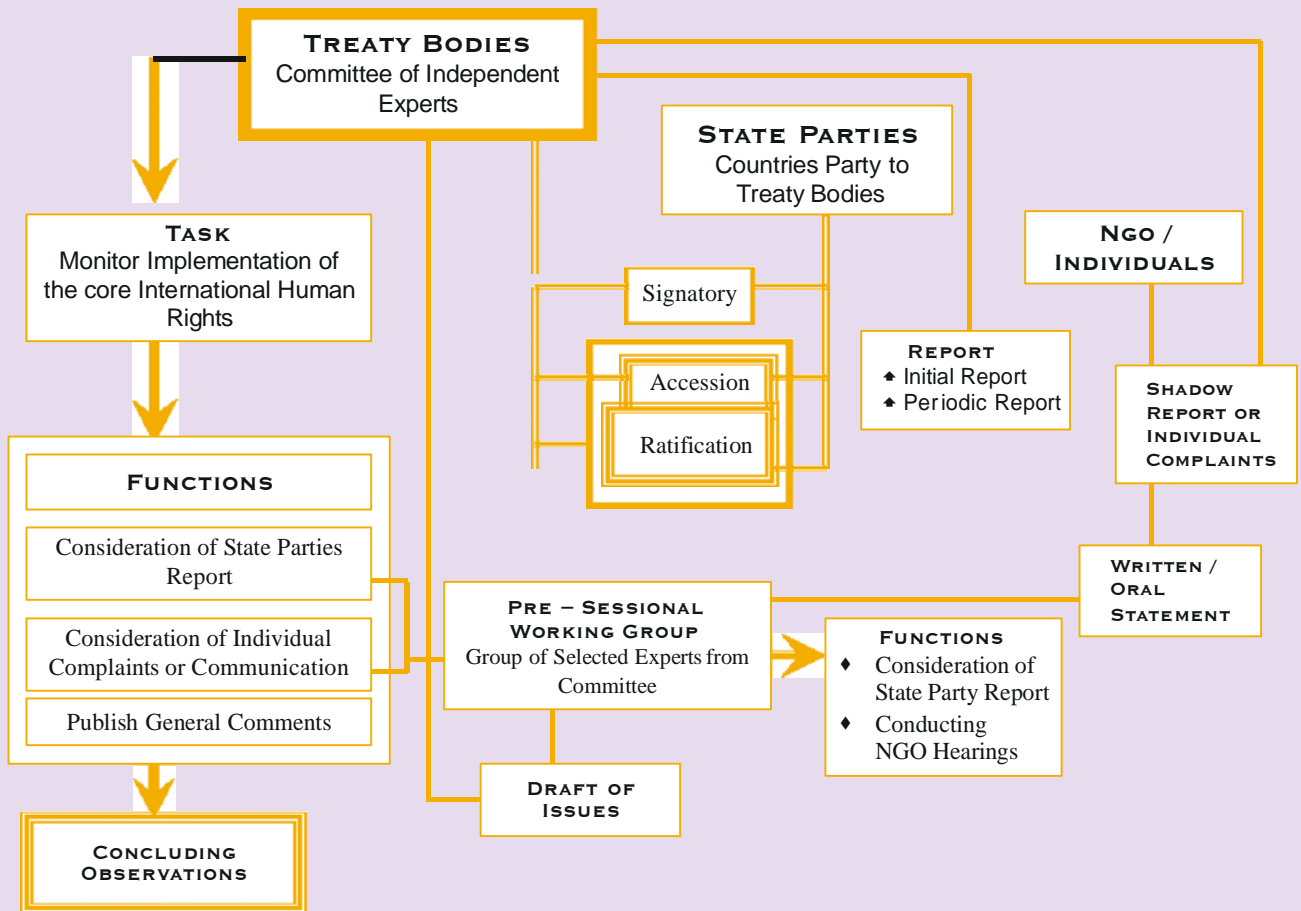 TREATY BODIES
Committee of Independent
Experts
STATE PARTIES
Countries Party to
Treaty Bodies
NGO /
INDIVIDUALS
TASK
Monitor Implementation of
the core International Human
Rights
Signatory
Accession
Ratification
REPORT
Initial Report
Periodic Report
SHADOW
REPORT OR
INDIVIDUAL
COMPLAINTS
FUNCTIONS
Consideration of State Parties
Report
Consideration of Individual
Complaints or Communication
Publish General Comments
PRE – SESSIONAL
WORKING GROUP
Group of Selected Experts from
Committee
WRITTEN /
ORAL
STATEMENT
FUNCTIONS
♦ Consideration of
State Party Report
♦ Conducting
NGO Hearings
DRAFT OF
ISSUES
CONCLUDING
OBSERVATIONS